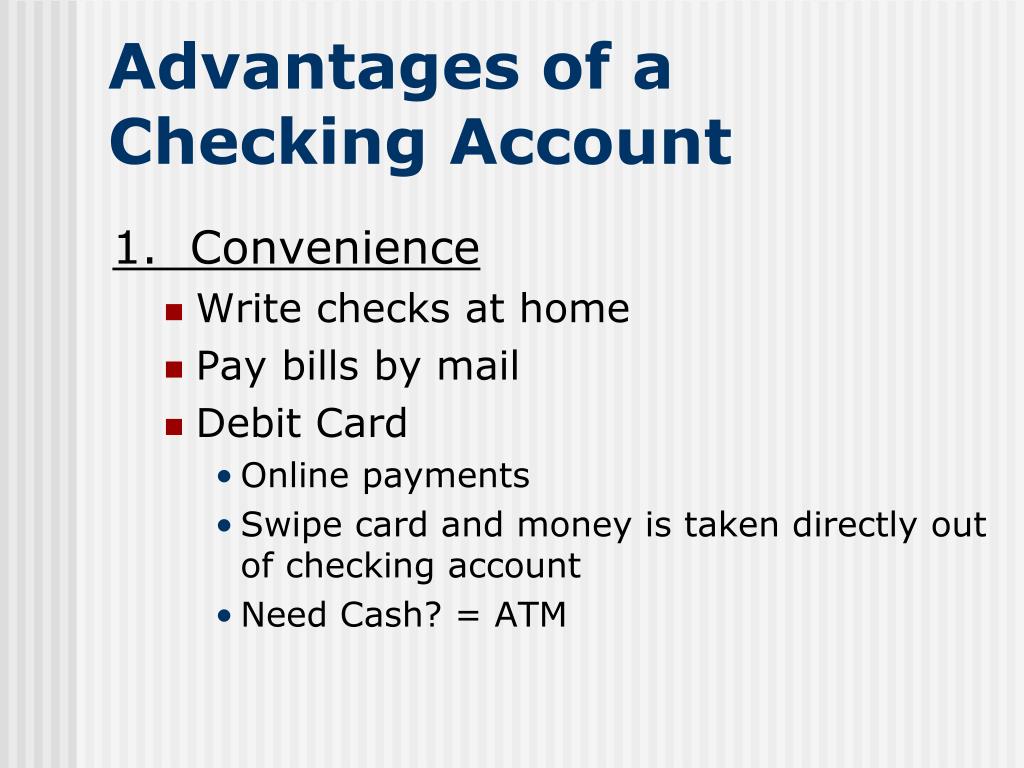 Advantages of a
Checking Account
1. Convenience
Write checks at home
Pay bills by mail
Debit Card
Online payments
Swipe card and money is taken directly out
of checking account
Need Cash? = ATM